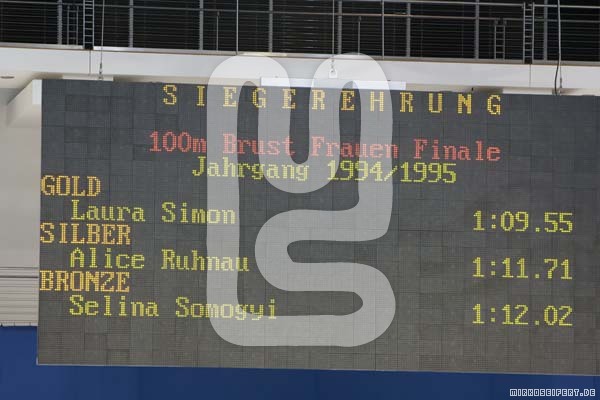 SIEGEREHRUNG
100m Brust Frauen Finale
Jahrgang 1994/1995
GOLD
Laura Simon 1:09.55
SILBER
Alice Ruhnau 1:11.71
BRONZE
Selina Somogyi 1:12.02
MIRKOSEIFERT.DE